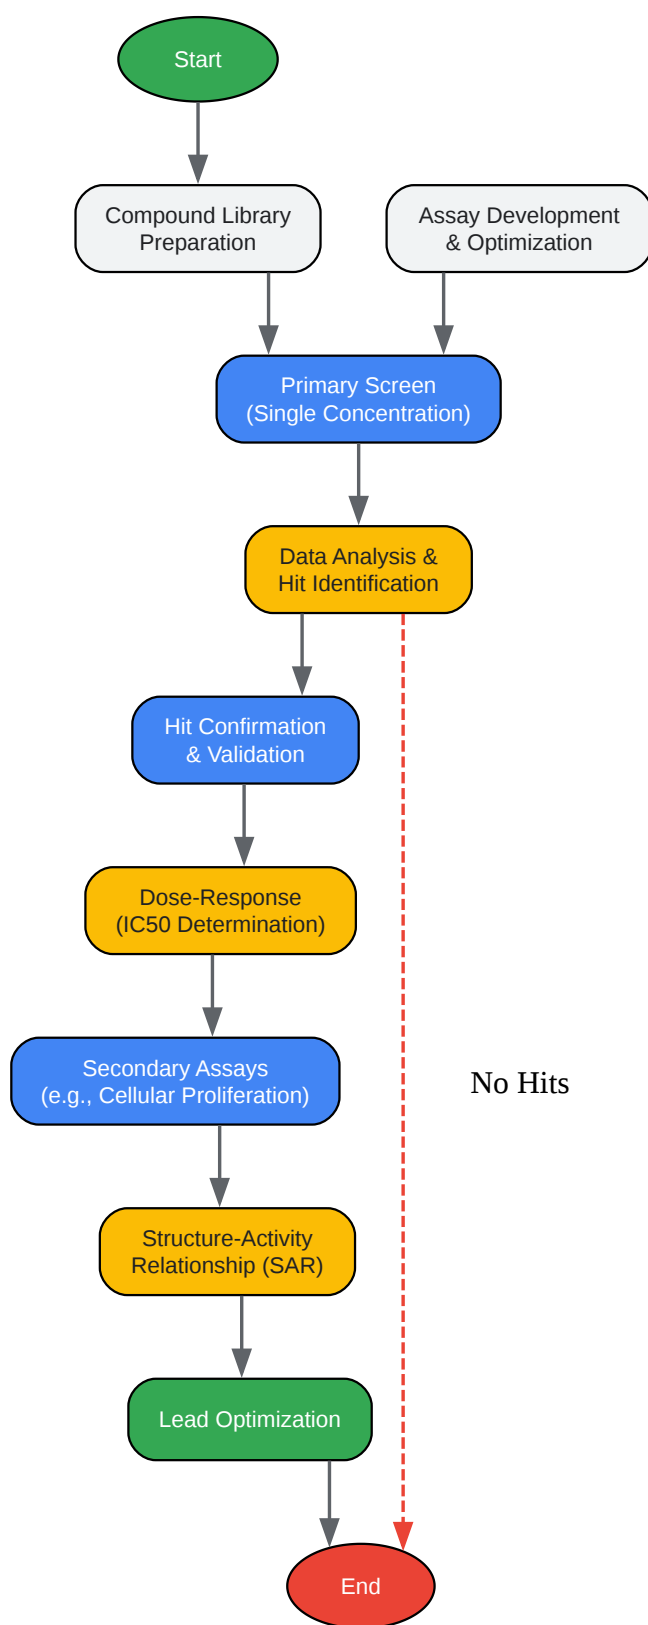 Start
Compound Library
Preparation
Assay Development
& Optimization
Primary Screen
(Single Concentration)
Data Analysis &
Hit Identification
Hit Confirmation
& Validation
Dose-Response
(IC50 Determination)
Secondary Assays
(e.g., Cellular Proliferation)
No Hits
Structure-Activity
Relationship (SAR)
Lead Optimization
End